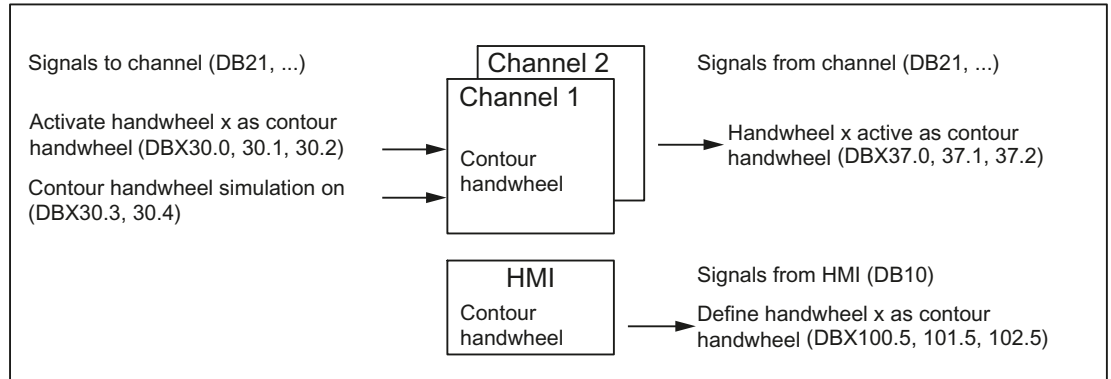 Signals to channel (DB21, ...)
Activate handwheel x as contour
handwheel (DBX30.0, 30.1, 30.2)
Contour handwheel simulation on
(DBX30.3, 30.4)
Channel 2
Channel 1
Contour
handwheel
Signals from channel (DB21, ...)
Handwheel x active as contour
handwheel (DBX37.0, 37.1, 37.2)
HMI
Contour
handwheel
Signals from HMI (DB10)
Define handwheel x as contour
handwheel (DBX100.5, 101.5, 102.5)